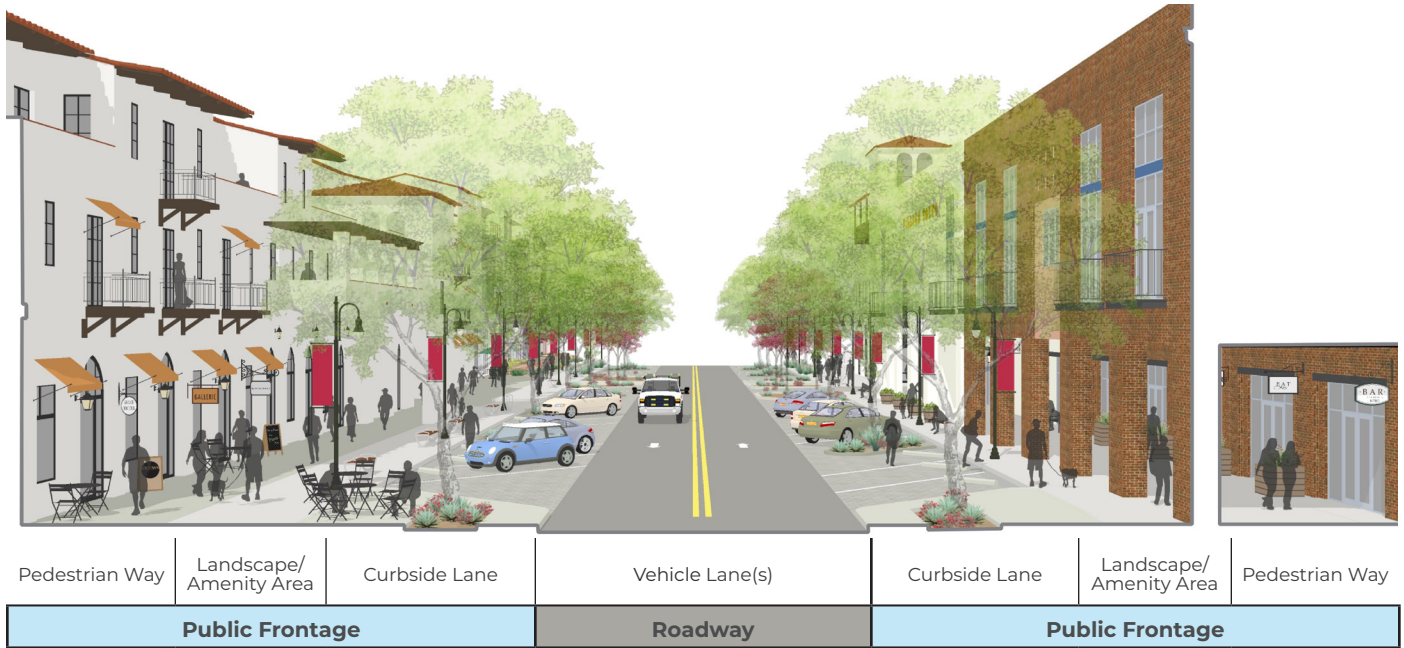 GALLERIE
EAT
BAR
Pedestrian Way
Landscape/
Amenity Area
Curbside Lane
Vehicle Lane(s)
Curbside Lane
Landscape/
Amenity Area
Pedestrian Way
Public Frontage
Roadway
Public Frontage